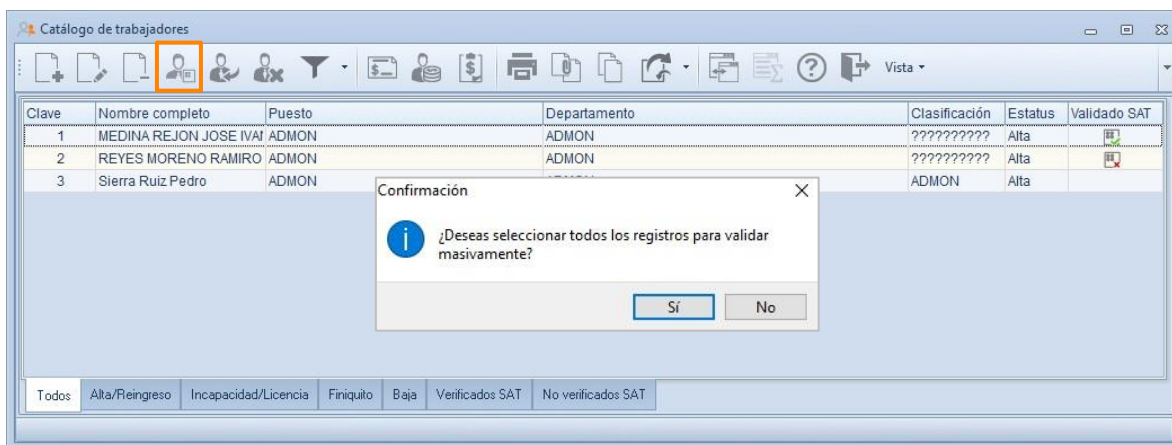 Catálogo de trabajadores
Vista
Clave Nombre completo Puesto Departamento Clasificación Estatus Validado SAT
1 MEDINA REJON JOSE IVAN ADMON ADMON ?????????? Alta
2 REYES MORENO RAMIRO ADMON ADMON ?????????? Alta
3 Sierra Ruiz Pedro ADMON ADMON Alta
Confirmación
¿Deseas seleccionar todos los registros para validar
masivamente?
Sí No
Todos Alta/Reingreso Incapacidad/Licencia Finiquito Baja Verificados SAT No verificados SAT